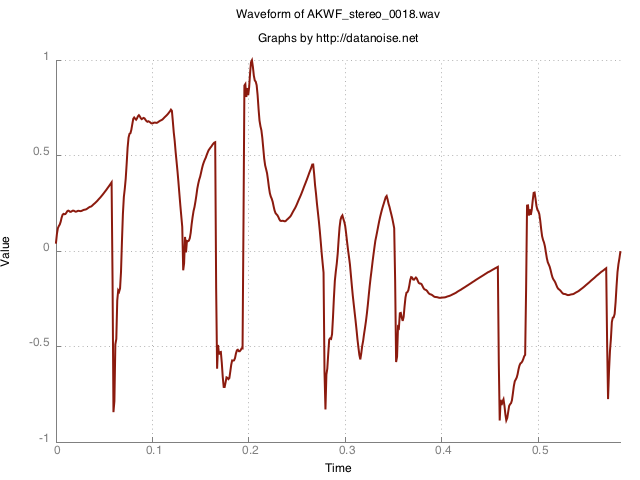 Waveform of AKWF_stereo_0018.wav
Graphs by http://datanoise.net
1
0.5
0
-0.5
-1
Value
0 0.1 0.2 0.3 0.4 0.5
Time